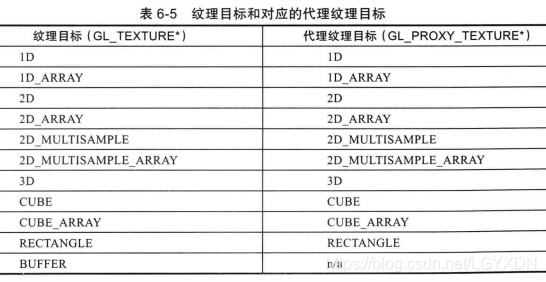 表 6-5 纹理目标和对应的代理纹理目标
纹理目标(GL_TEXTURE*) 代理纹理目标(GL_PROXY_TEXTURE*)
1D 1D
1D_ARRAY 1D_ARRAY
2D 2D
2D_ARRAY 2D_ARRAY
2D_MULTISAMPLE 2D_MULTISAMPLE
2D_MULTISAMPLE_ARRAY 2D_MULTISAMPLE_ARRAY
3D 3D
CUBE CUBE
CUBE_ARRAY CUBE_ARRAY
RECTANGLE RECTANGLE
BUFFER n/a
https://blog.csdn.net/LGYXDN